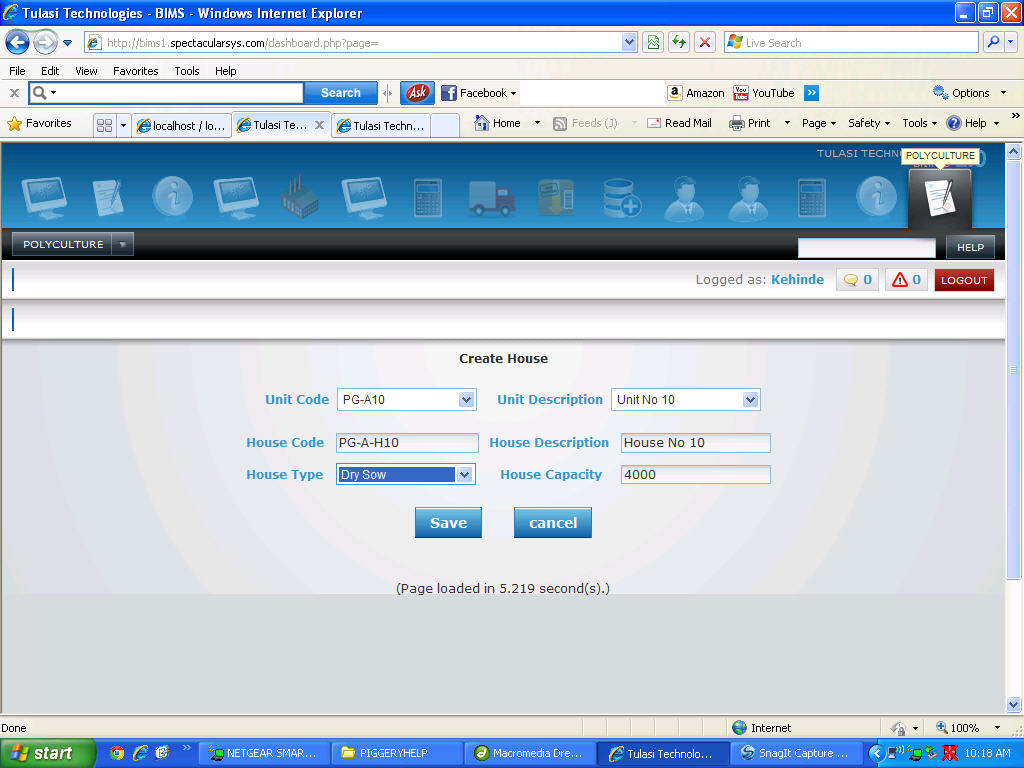 Tulasi Technologies - BIMS - Windows Internet Explorer
http://bims1.spectacularsys.com/dashboard.php?page=
Live Search
File Edit View Favorites Tools Help
Search Ask Facebook Amazon YouTube Options
Favorites localhost / lo... Tulasi Te... Tulasi Techn... Home Feeds (J) Read Mail Print Page Safety Tools Help
TULASI TECHN
POLYCULTURE
POLYCULTURE HELP
Logged as: Kehinde 0 0 LOGOUT
Create House
Unit Code PG-A10 Unit Description Unit No 10
House Code PG-A-H10 House Description House No 10
House Type Dry Sow House Capacity 4000
Save cancel
(Page loaded in 5.219 second(s).)
Done Internet 100%
start NETGEAR SMAR... PIGGERYHELP Macromedia Dre... Tulasi Technolo... SnagIt Capture ... 10:18 AM